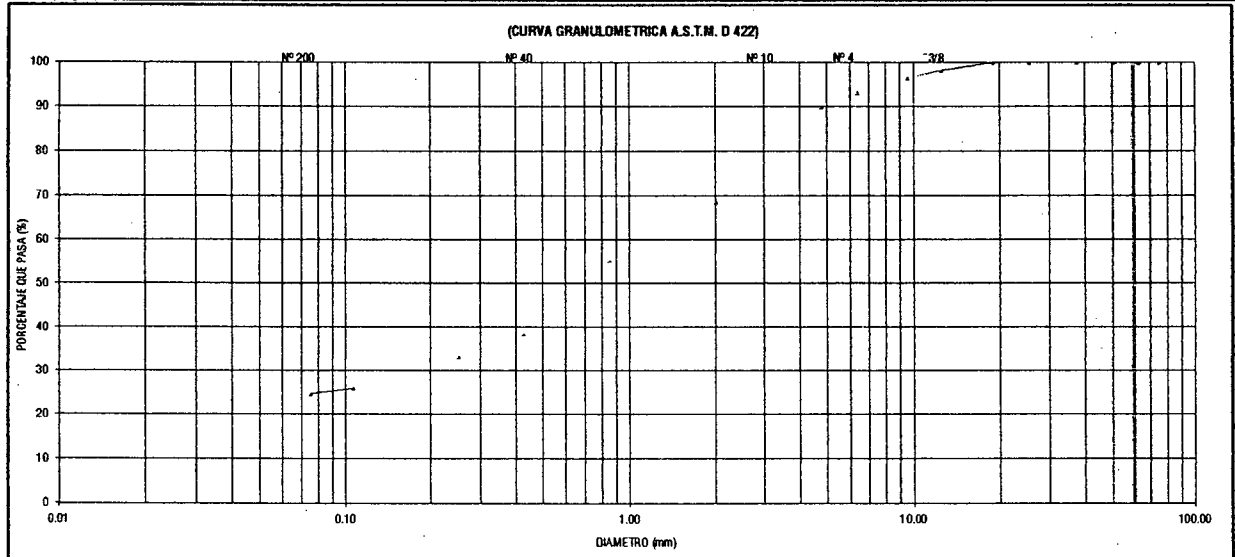 (CURVA GRANULOMETRICA A.S.T.M. D 422)
Nº 200 Nº 40 Nº 10 Nº 4 3/8
100
90
80
70
60
50
40
30
20
10
0
PORCENTAJE QUE PASA (%)
0.01 0.10 1.00 10.00 100.00
DIAMETRO (mm)